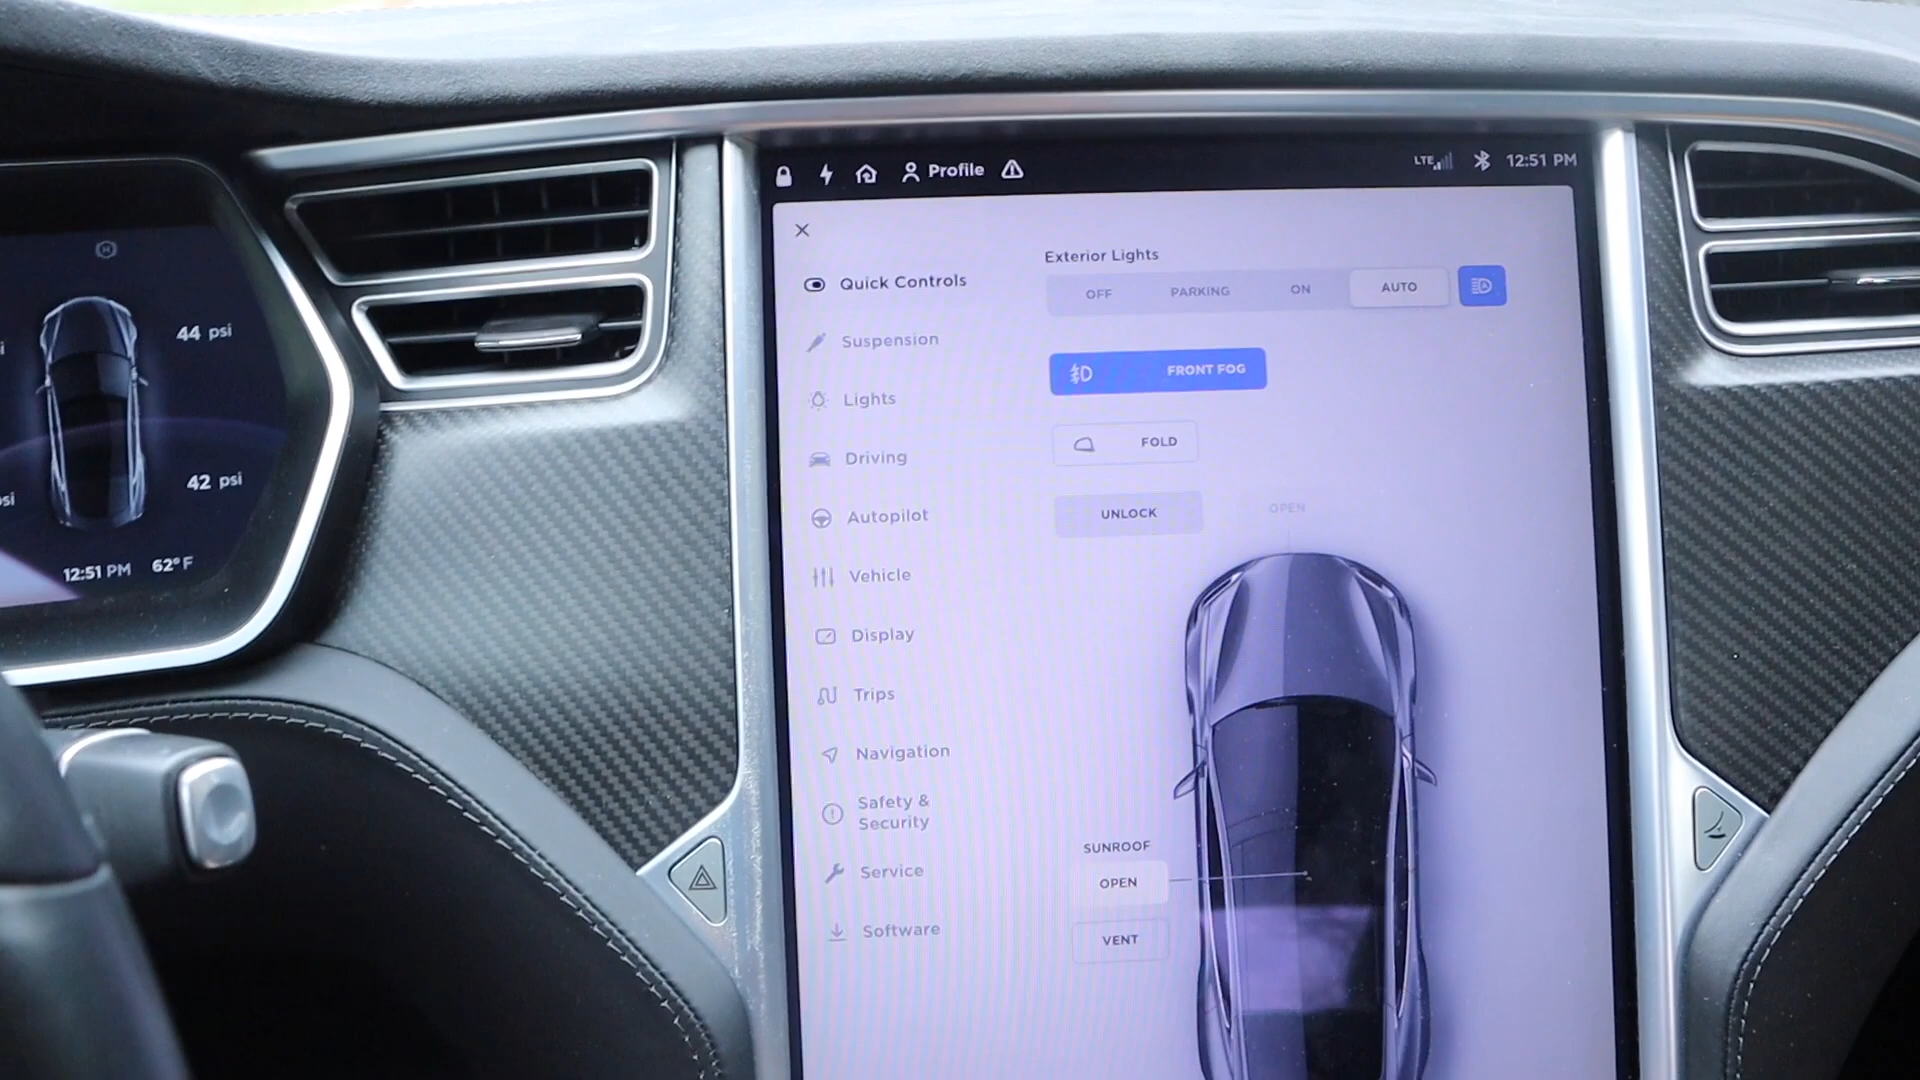 44 psi
42 psi
si
12:51 PM 62°F
Profile
LTE
12:51 PM
Quick Controls
Suspension
Lights
Driving
Autopilot
Vehicle
Display
Trips
Navigation
Safety &
Security
Service
Software
Exterior Lights
OFF PARKING ON AUTO
FRONT FOG
FOLD
UNLOCK OPEN
SUNROOF
OPEN
VENT